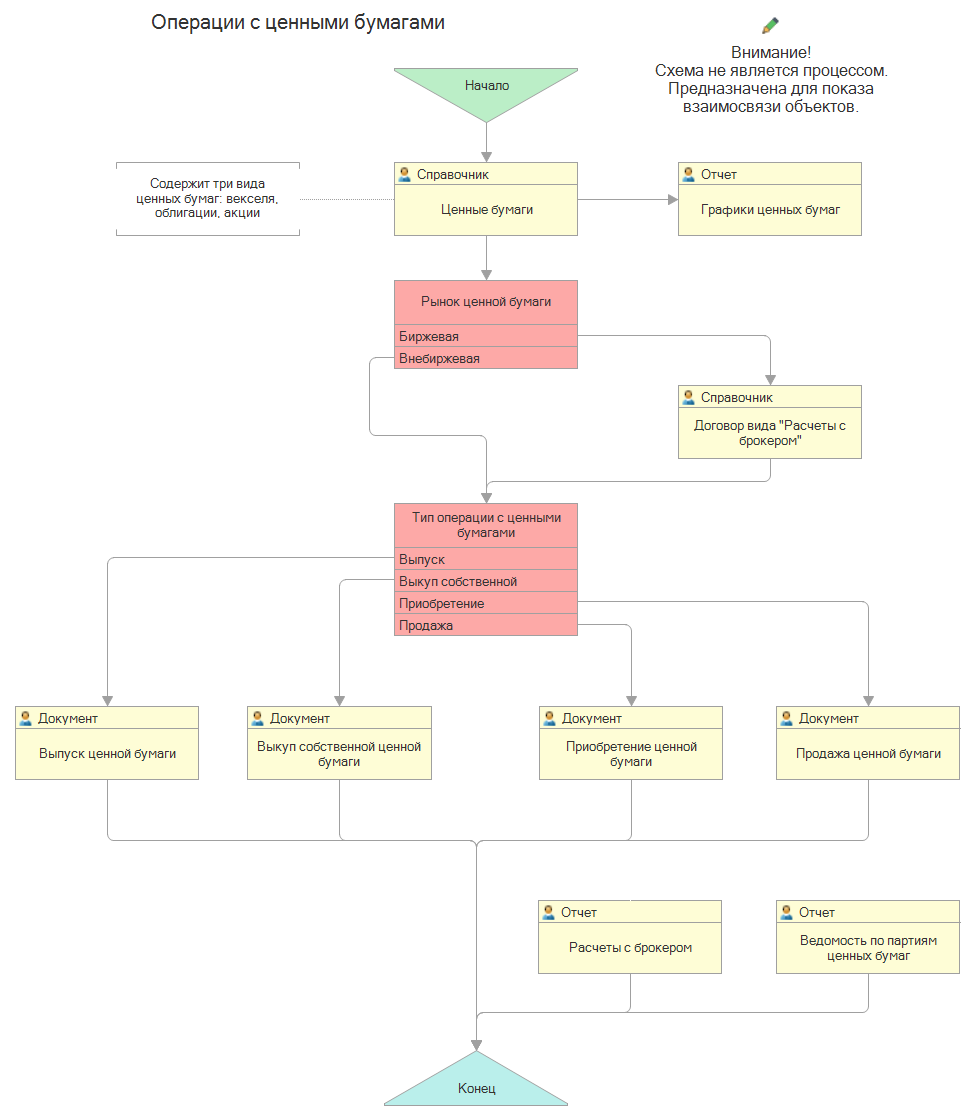 Операции с ценными бумагами
Внимание!
Схема не является процессом.
Предназначена для показа
взаимосвязи объектов.
Начало
Содержит три вида
ценных бумаг: векселя,
облигации, акции
Справочник
Ценные бумаги
Отчет
Графики ценных бумаг
Рынок ценной бумаги
Биржевая
Внебиржевая
Справочник
Договор вида "Расчеты с
брокером"
Тип операции с ценными
бумагами
Выпуск
Выкуп собственной
Приобретение
Продажа
Документ
Выпуск ценной бумаги
Документ
Выкуп собственной ценной
бумаги
Документ
Приобретение ценной
бумаги
Документ
Продажа ценной бумаги
Отчет
Расчеты с брокером
Отчет
Ведомость по партиям
ценных бумаг
Конец